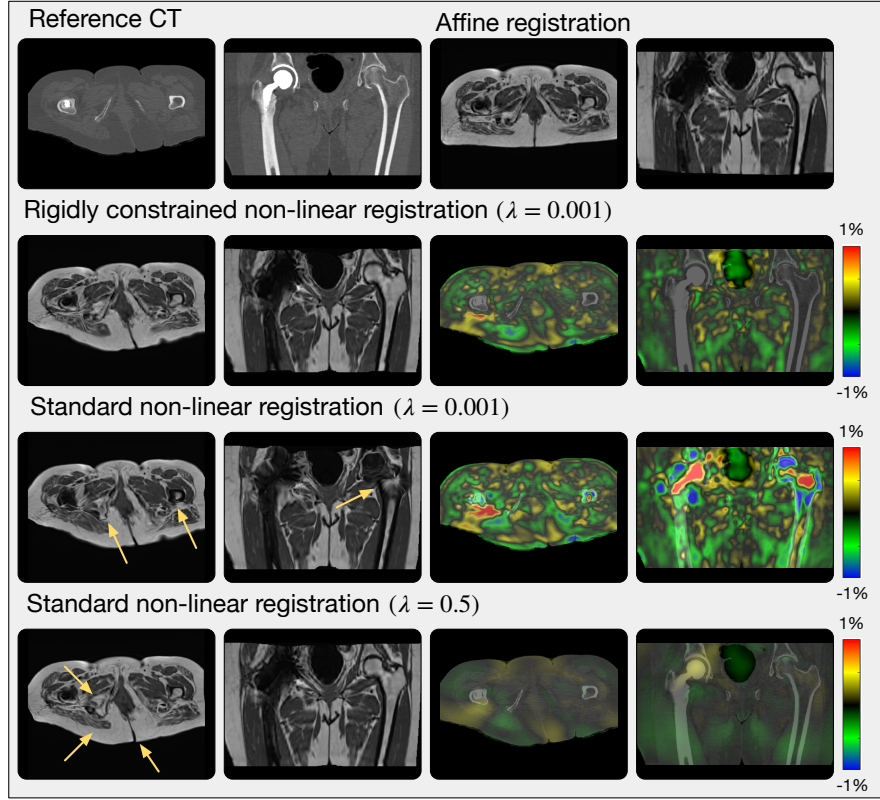 Reference CT
Affine registration
Rigidly constrained non-linear registration (λ = 0.001)
1%
-1%
Standard non-linear registration (λ = 0.001)
1%
-1%
Standard non-linear registration (λ = 0.5)
1%
-1%